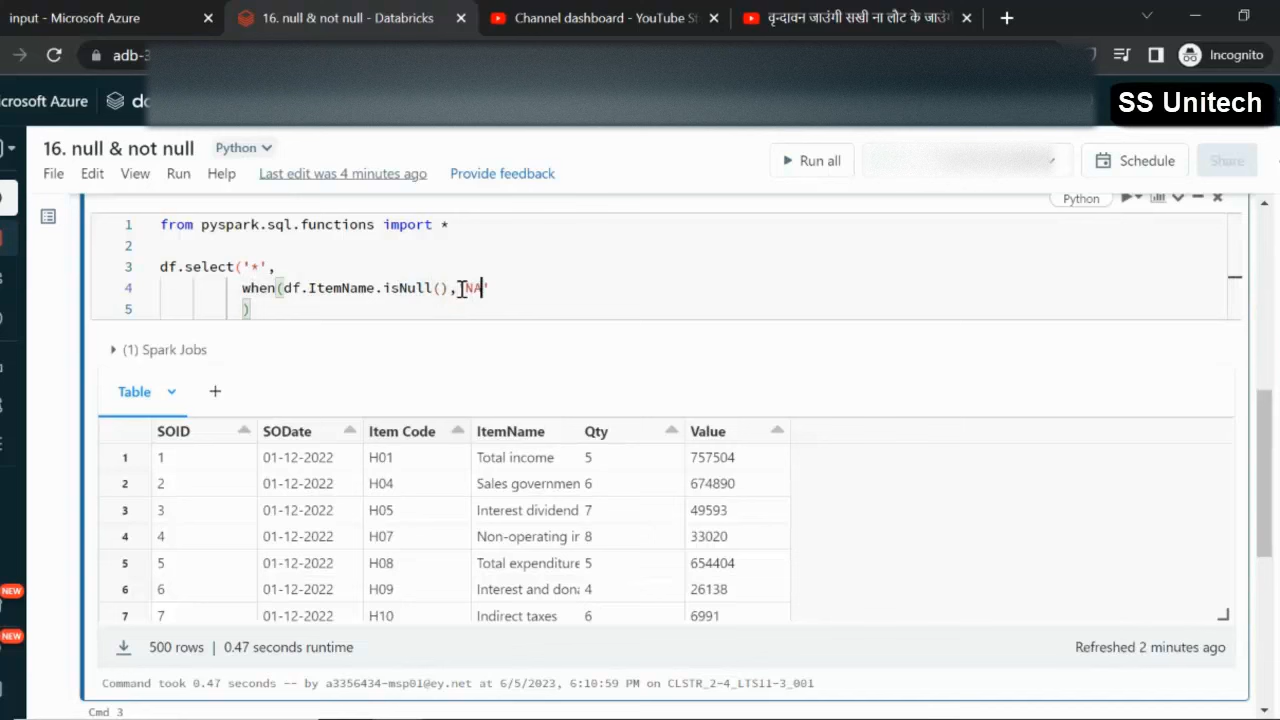 input - Microsoft Azure
16. null & not null - Databricks
Channel dashboard - YouTube St
वृन्दावन जाउंगी सखी ना लौट के जाउंगी
adb-3
Incognito
icrosoft Azure
SS Unitech
16. null & not null
Python
Run all
Schedule
Share
File Edit View Run Help Last edit was 4 minutes ago Provide feedback
Python
1 from pyspark.sql.functions import *
2
3 df.select('*',
4 when(df.ItemName.isNull(),'NA'
5 )
(1) Spark Jobs
Table
SOID SODate Item Code ItemName Qty Value
1 1 01-12-2022 H01 Total income 5 757504
2 2 01-12-2022 H04 Sales governmen 6 674890
3 3 01-12-2022 H05 Interest dividend 7 49593
4 4 01-12-2022 H07 Non-operating ir 8 33020
5 5 01-12-2022 H08 Total expenditure 5 654404
6 6 01-12-2022 H09 Interest and dona 4 26138
7 7 01-12-2022 H10 Indirect taxes 6 6991
NEW
NEW
500 rows | 0.47 seconds runtime
Refreshed 2 minutes ago
Command took 0.47 seconds -- by a3356434-msp01@ey.net at 6/5/2023, 6:10:59 PM on CLSTR_2-4_LTS11-3_001
Cmd 3